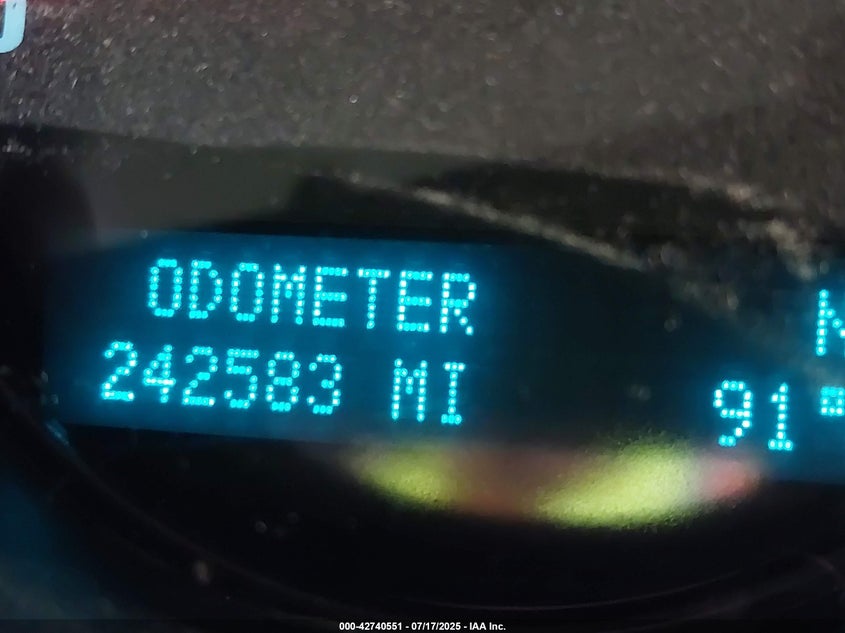 ODOMETER N
242583 MI 91°
000-42740551 - 07/17/2025 - IAA Inc.